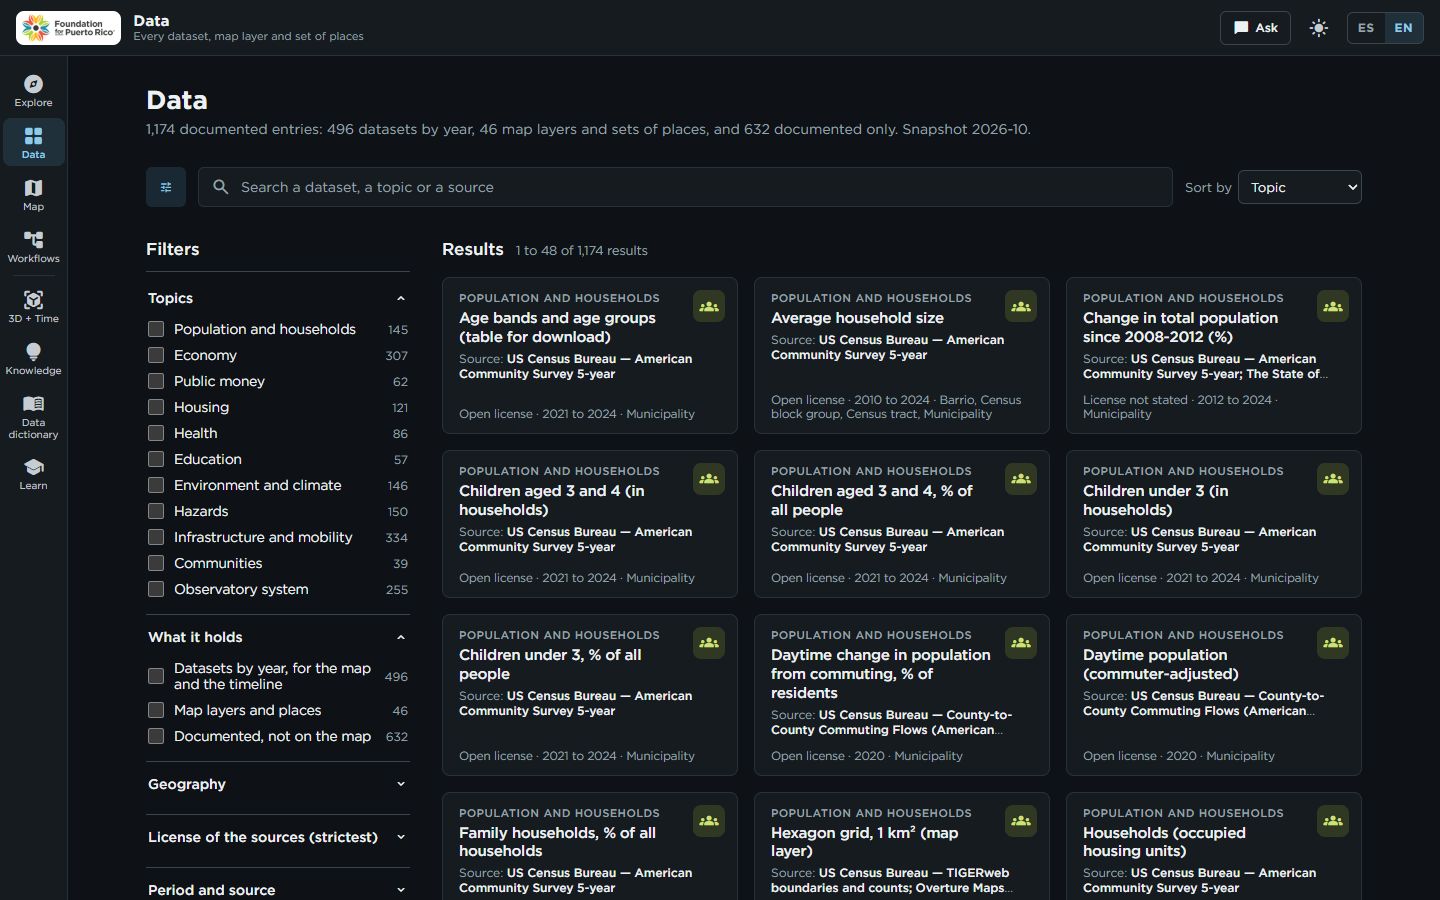 Foundation
for Puerto Rico
Data
Every dataset, map layer and set of places
Ask
ES
EN
Explore
Data
Map
Workflows
3D + Time
Knowledge
Data
dictionary
Learn
Data
1,174 documented entries: 496 datasets by year, 46 map layers and sets of places, and 632 documented only. Snapshot 2026-10.
Search a dataset, a topic or a source
Sort by
Topic
Filters
Topics
Population and households 145
Economy 307
Public money 62
Housing 121
Health 86
Education 57
Environment and climate 146
Hazards 150
Infrastructure and mobility 334
Communities 39
Observatory system 255
What it holds
Datasets by year, for the map
and the timeline 496
Map layers and places 46
Documented, not on the map 632
Geography
License of the sources (strictest)
Period and source
Results 1 to 48 of 1,174 results
POPULATION AND HOUSEHOLDS
Age bands and age groups
(table for download)
Source: US Census Bureau — American
Community Survey 5-year
Open license · 2021 to 2024 · Municipality
POPULATION AND HOUSEHOLDS
Average household size
Source: US Census Bureau — American
Community Survey 5-year
Open license · 2010 to 2024 · Barrio, Census
block group, Census tract, Municipality
POPULATION AND HOUSEHOLDS
Change in total population
since 2008-2012 (%)
Source: US Census Bureau — American
Community Survey 5-year; The State of...
License not stated · 2012 to 2024 ·
Municipality
POPULATION AND HOUSEHOLDS
Children aged 3 and 4 (in
households)
Source: US Census Bureau — American
Community Survey 5-year
Open license · 2021 to 2024 · Municipality
POPULATION AND HOUSEHOLDS
Children aged 3 and 4, % of
all people
Source: US Census Bureau — American
Community Survey 5-year
Open license · 2021 to 2024 · Municipality
POPULATION AND HOUSEHOLDS
Children under 3 (in
households)
Source: US Census Bureau — American
Community Survey 5-year
Open license · 2021 to 2024 · Municipality
POPULATION AND HOUSEHOLDS
Children under 3, % of all
people
Source: US Census Bureau — American
Community Survey 5-year
Open license · 2021 to 2024 · Municipality
POPULATION AND HOUSEHOLDS
Daytime change in population
from commuting, % of
residents
Source: US Census Bureau — County-to-
County Commuting Flows (American...
Open license · 2020 · Municipality
POPULATION AND HOUSEHOLDS
Daytime population
(commuter-adjusted)
Source: US Census Bureau — County-to-
County Commuting Flows (American...
Open license · 2020 · Municipality
POPULATION AND HOUSEHOLDS
Family households, % of all
households
Source: US Census Bureau — American
Community Survey 5-year
POPULATION AND HOUSEHOLDS
Hexagon grid, 1 km² (map
layer)
Source: US Census Bureau — TIGERweb
boundaries and counts; Overture Maps...
POPULATION AND HOUSEHOLDS
Households (occupied
housing units)
Source: US Census Bureau — American
Community Survey 5-year